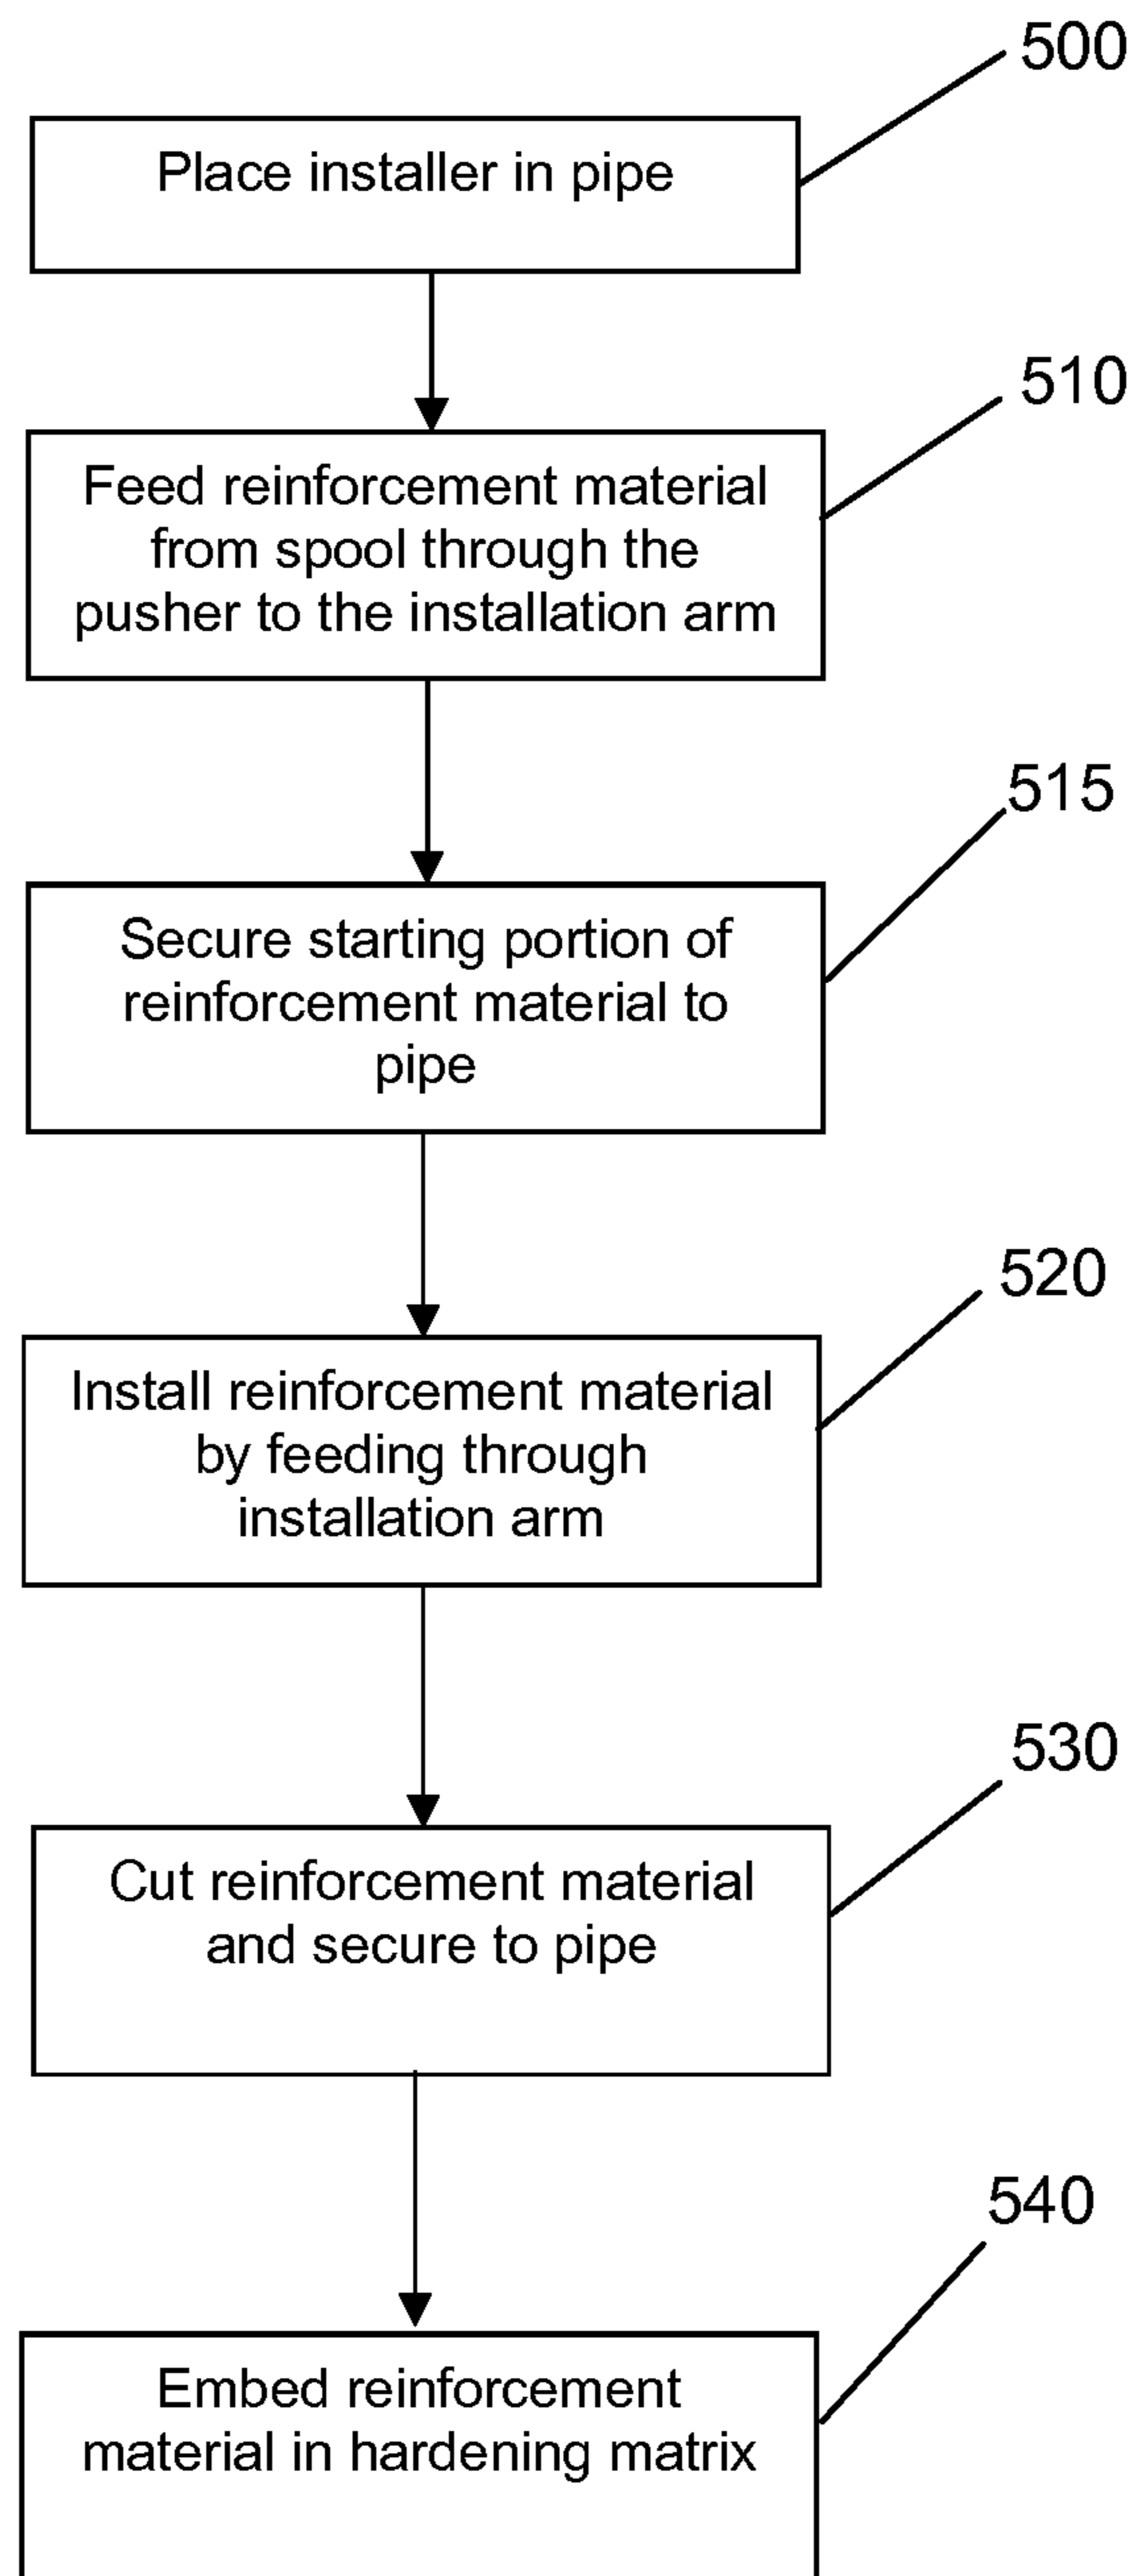 500
Place installer in pipe
510
Feed reinforcement material
from spool through the
pusher to the installation arm
515
Secure starting portion of
reinforcement material to
pipe
520
Install reinforcement material
by feeding through
installation arm
530
Cut reinforcement material
and secure to pipe
540
Embed reinforcement
material in hardening matrix